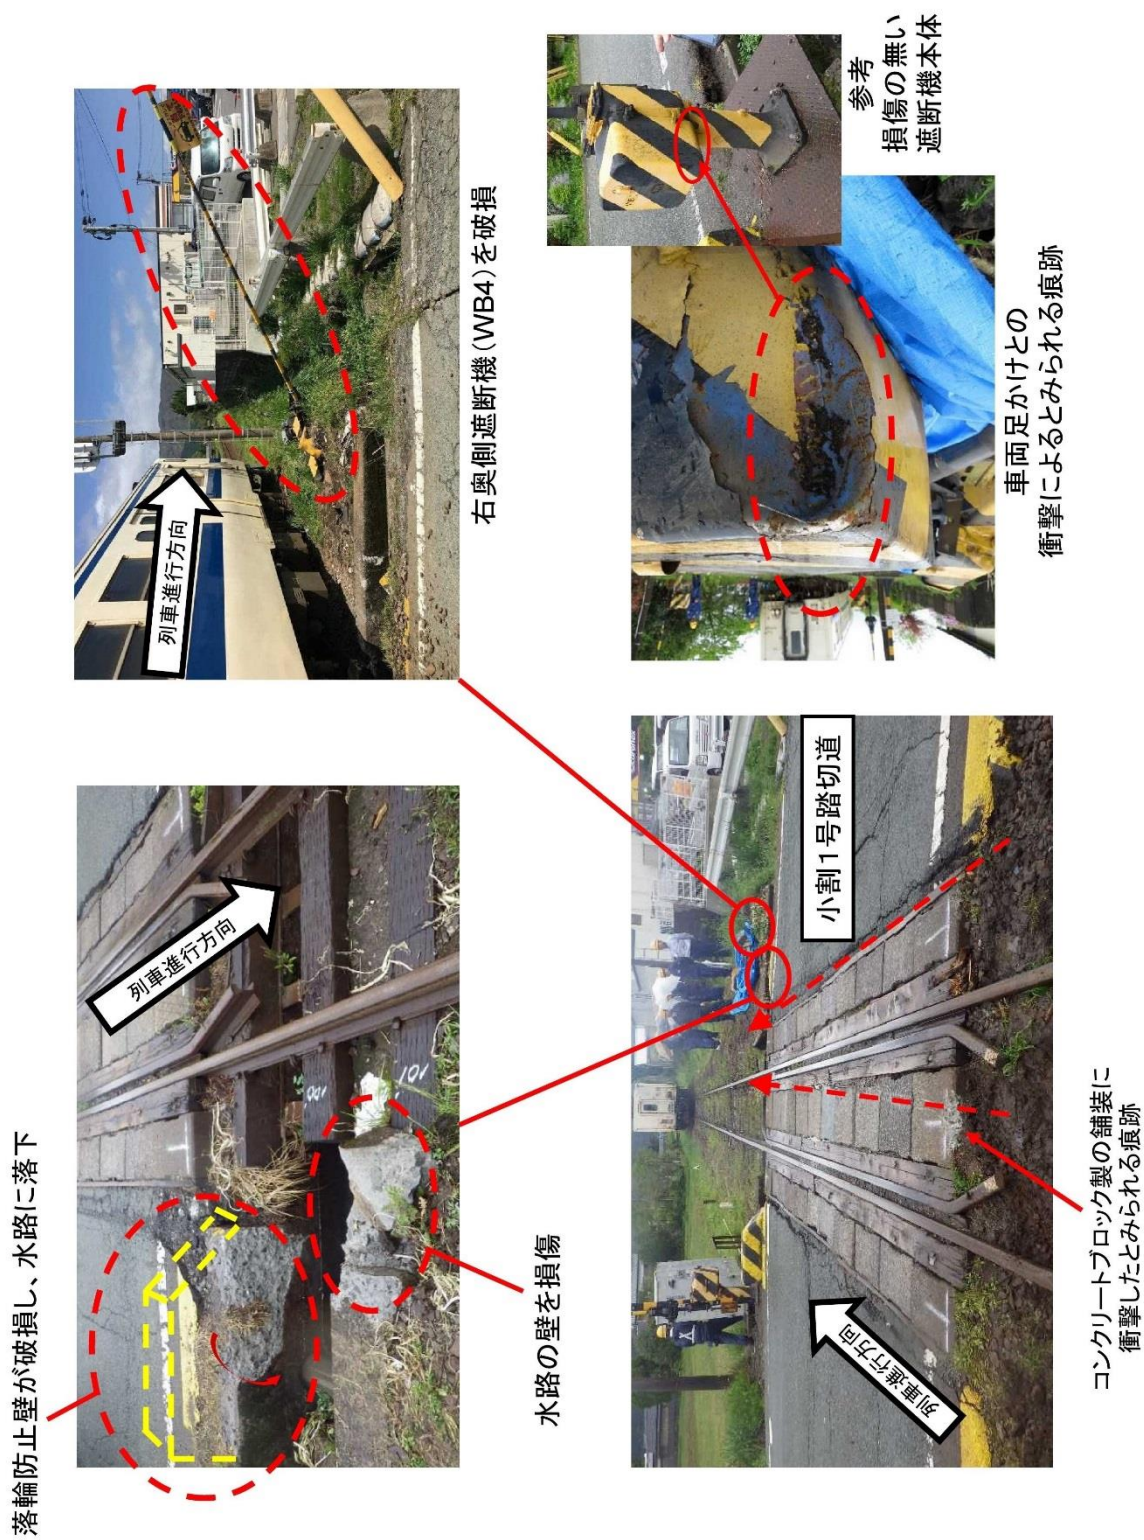 落輪防止壁が破損し、水路に落下
列車進行方向
100
101
水路の壁を損傷
列車進行方向
右奥側遮断機(WB4)を破損
小割1号踏切道
列車進行方向
コンクリートブロック製の舗装に
衝撃したとみられる痕跡
参考
損傷の無い
遮断機本体
車両足かけとの
衝撃によるとみられる痕跡